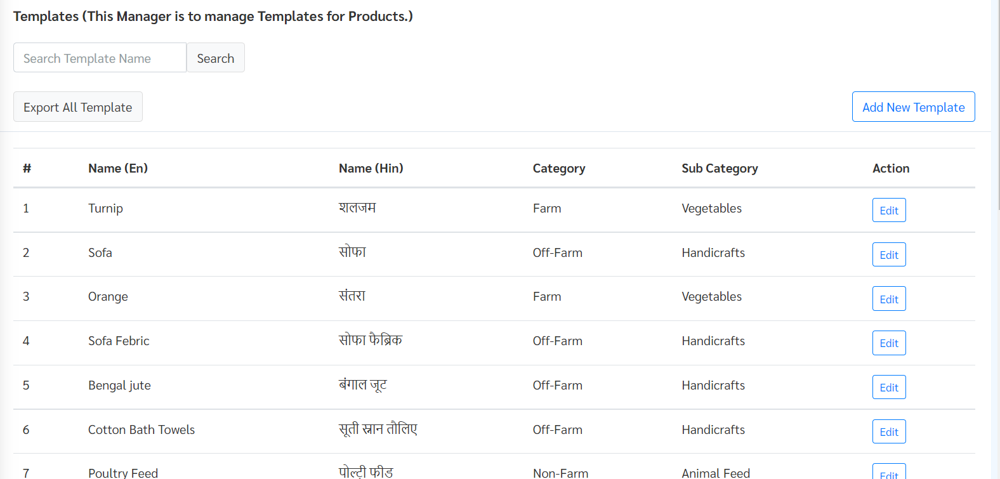 Templates (This Manager is to manage Templates for Products.)
Search Template Name Search
Export All Template Add New Template
# Name (En) Name (Hin) Category Sub Category Action
1 Turnip शलजम Farm Vegetables Edit
2 Sofa सोफा Off-Farm Handicrafts Edit
3 Orange संतरा Farm Vegetables Edit
4 Sofa Febric सोफा फैब्रिक Off-Farm Handicrafts Edit
5 Bengal jute बंगाल जूट Off-Farm Handicrafts Edit
6 Cotton Bath Towels सूती स्नान तौलिए Off-Farm Handicrafts Edit
7 Poultry Feed पोल्ट्री फीड Non-Farm Animal Feed Edit